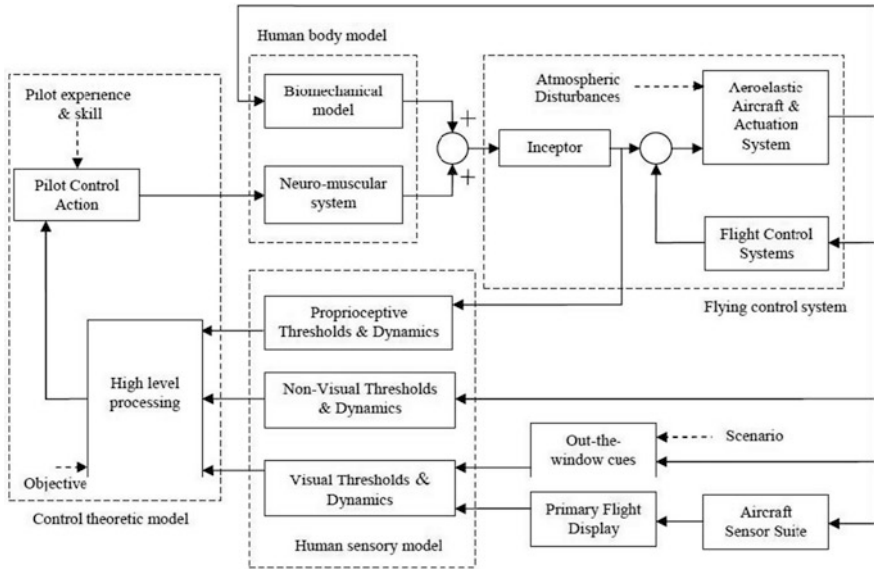 Human body model
Pilot experience
& skill
Biomechanical
model
Atmospheric
Disturbances
Aeroelastic
Aircraft &
Actuation
System
+
Inceptor
+
Pilot Control
Action
Neuro-muscular
system
Flight Control
Systems
Flying control system
Proprioceptive
Thresholds & Dynamics
High level
processing
Non-Visual Thresholds
& Dynamics
Out-the-
window cues
Scenario
Objective
Visual Thresholds &
Dynamics
Primary Flight
Display
Aircraft
Sensor Suite
Control theoretic model
Human sensory model